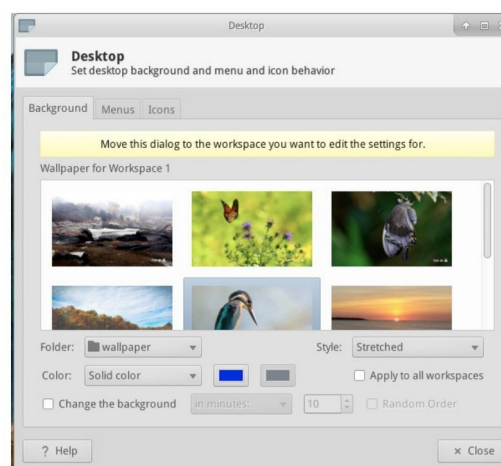 Desktop
Desktop
Set desktop background and menu and icon behavior
Background Menus Icons
Move this dialog to the workspace you want to edit the settings for.
Wallpaper for Workspace 1
Folder: wallpaper Style: Stretched
Color: Solid color Apply to all workspaces
Change the background in minutes: 10 Random Order
? Help × Close